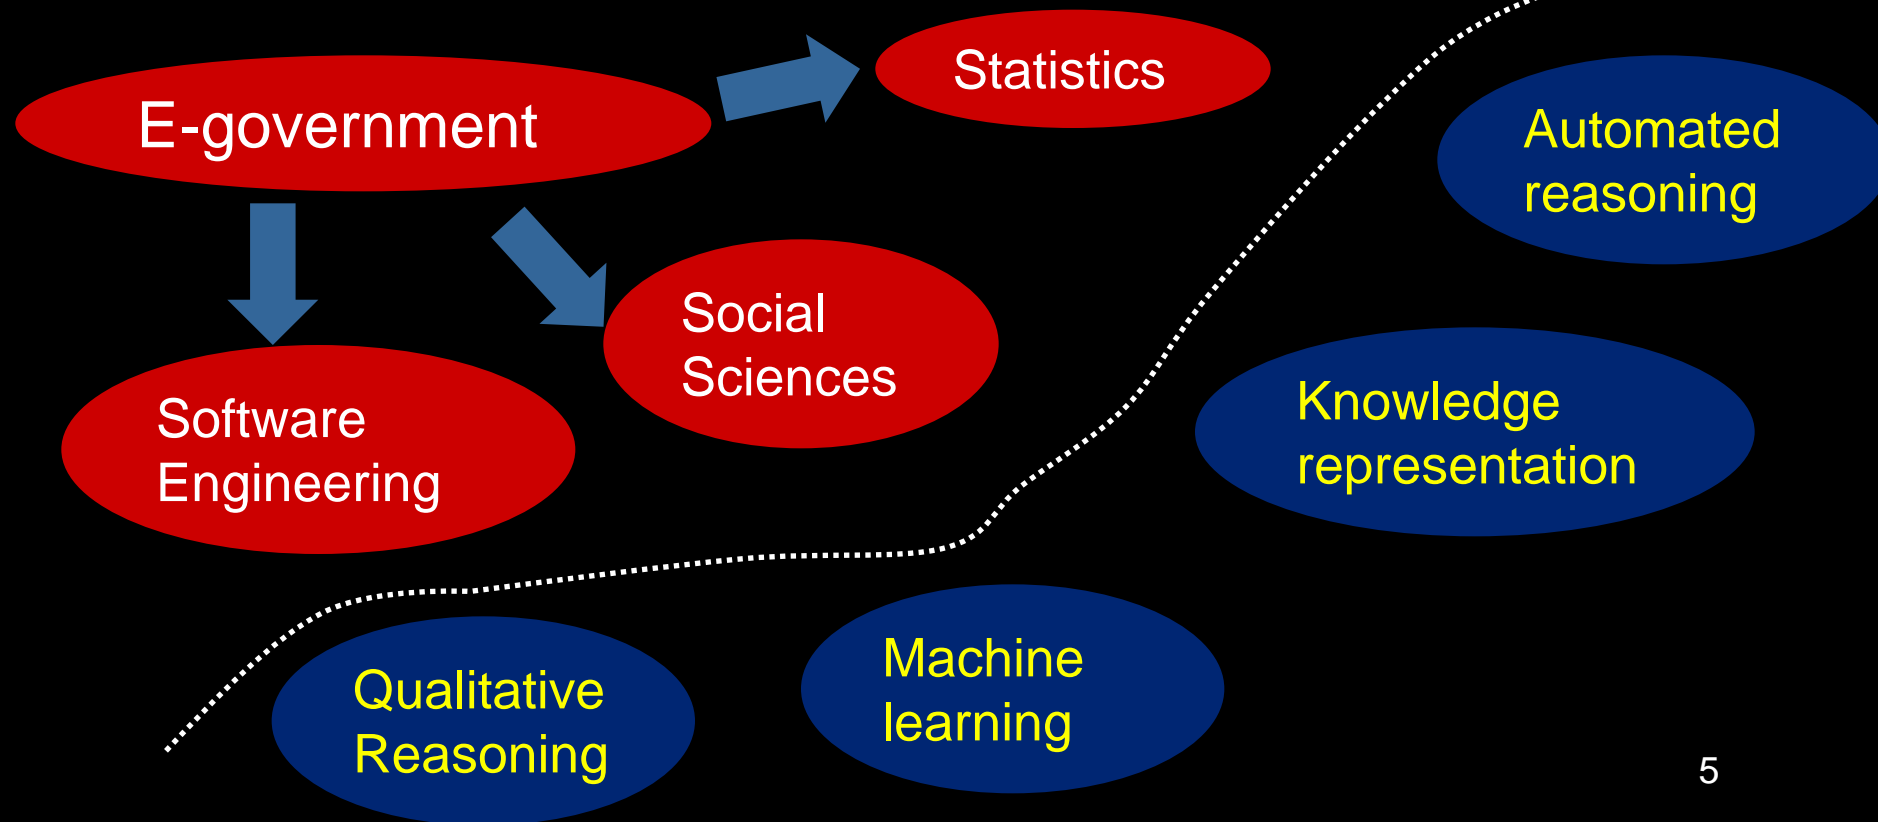 E-government
Statistics
Automated
reasoning
Social
Sciences
Software
Engineering
Knowledge
representation
Qualitative
Reasoning
Machine
learning
5